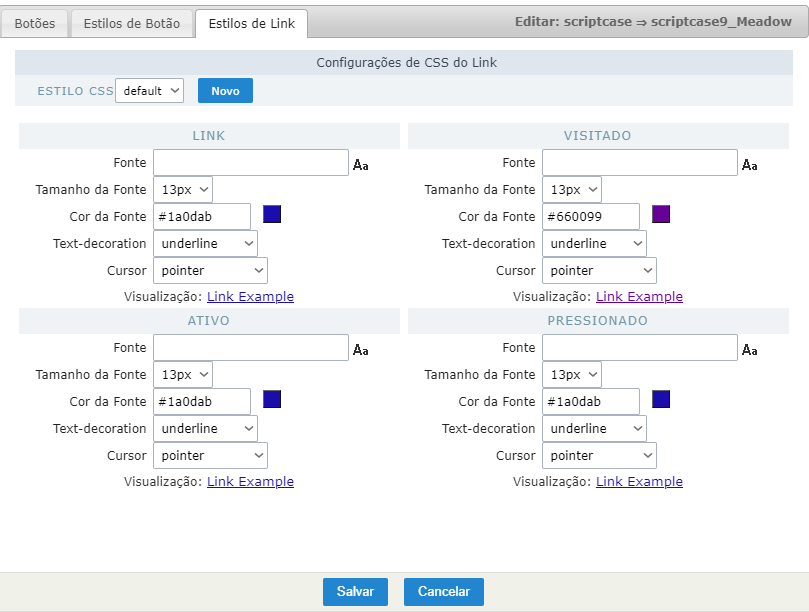 Botões Estilos de Botão Estilos de Link Editar: scriptcase ⇒ scriptcase9_Meadow
Configurações de CSS do Link
ESTILO CSS default Novo
LINK
Fonte Aa
Tamanho da Fonte 13px
Cor da Fonte #1a0dab
Text-decoration underline
Cursor pointer
Visualização: Link Example
VISITADO
Fonte Aa
Tamanho da Fonte 13px
Cor da Fonte #660099
Text-decoration underline
Cursor pointer
Visualização: Link Example
ATIVO
Fonte Aa
Tamanho da Fonte 13px
Cor da Fonte #1a0dab
Text-decoration underline
Cursor pointer
Visualização: Link Example
PRESSIONADO
Fonte Aa
Tamanho da Fonte 13px
Cor da Fonte #1a0dab
Text-decoration underline
Cursor pointer
Visualização: Link Example
Salvar Cancelar